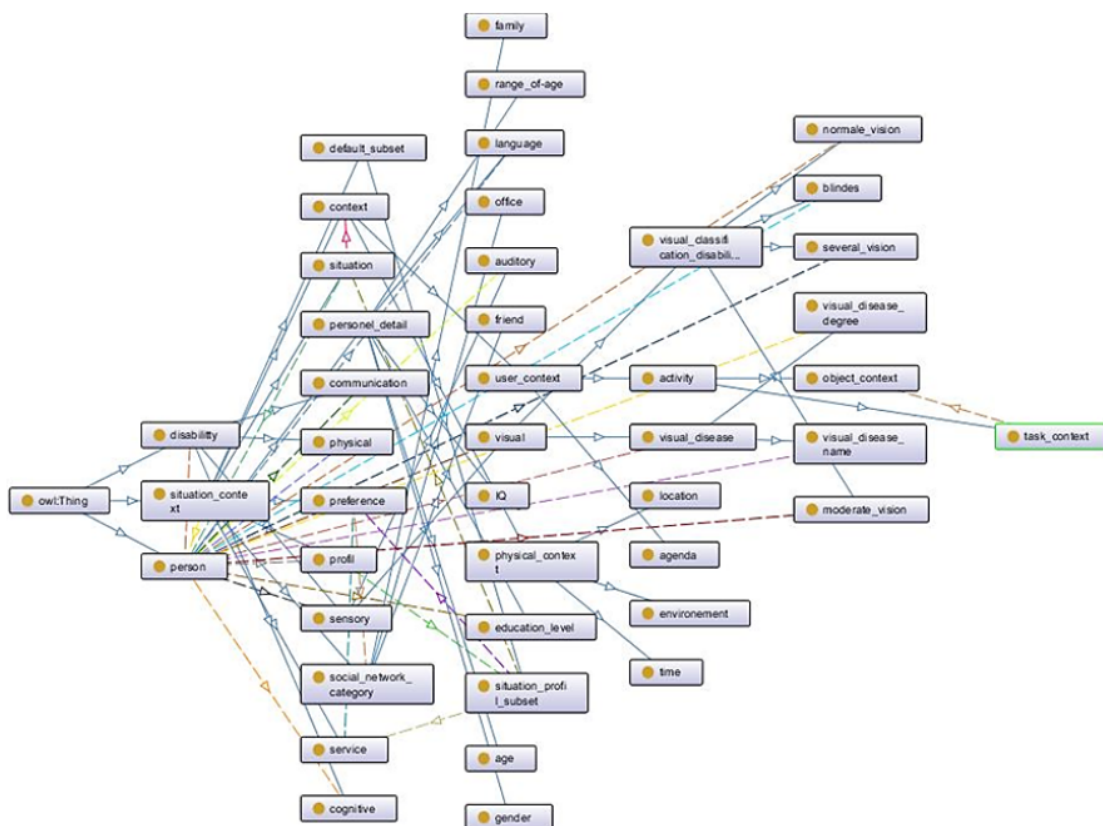 owl:Thing
disabilitty
situation_conte
xt
person
default_subset
context
situation
personel_detail
communication
physical
preference
profil
sensory
social_network_
category
service
cognitive
family
range_of-age
language
office
auditory
friend
user_context
visual
IQ
physical_contex
t
education_level
situation_profi
l_subset
age
gender
visual_classifi
cation_disabili...
activity
visual_disease
location
agenda
environement
time
normale_vision
blindes
several_vision
visual_disease_
degree
object_context
visual_disease_
name
moderate_vision
task_context